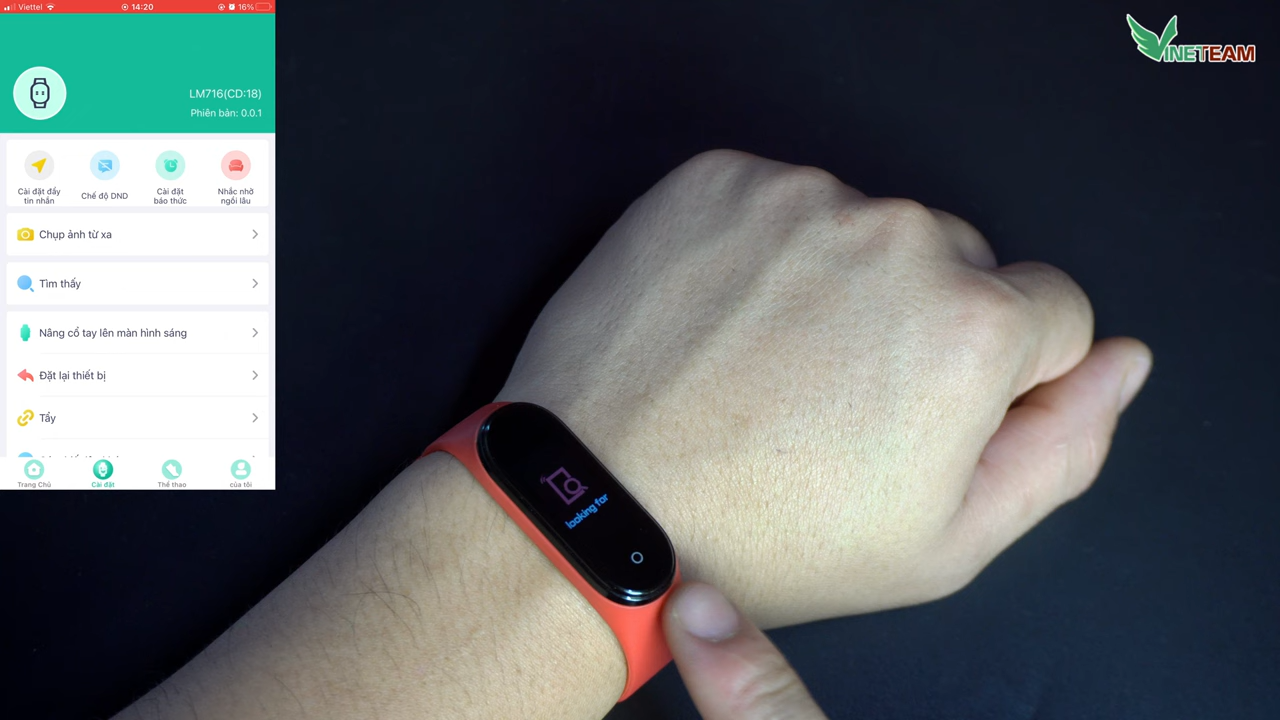 Viettel
14:20
16%
LM716(CD:18)
Phiên bản: 0.0.1
Cài đặt đẩy
tin nhắn
Chế độ DND
Cài đặt
báo thức
Nhắc nhở
ngồi lâu
Chụp ảnh từ xa
Tìm thấy
Nâng cổ tay lên màn hình sáng
Đặt lại thiết bị
Tẩy
Trang Chủ
Cài đặt
Thể thao
của tôi
looking for
VINETEAM